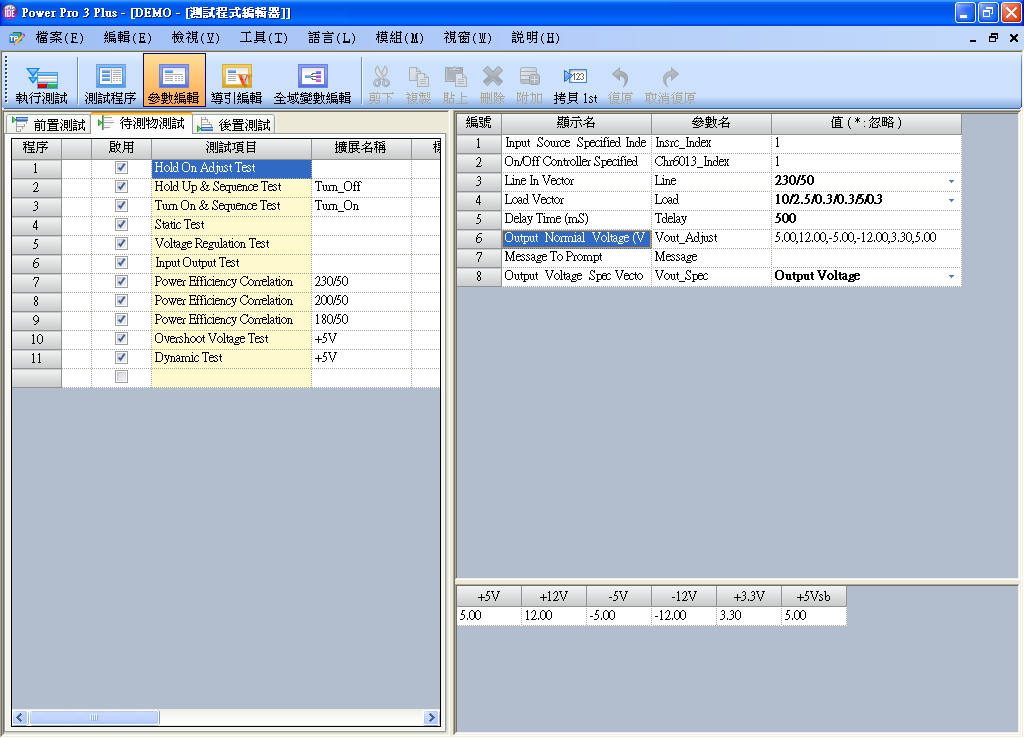 Power Pro 3 Plus - [DEMO - [測試程式編輯器]]
檔案(F) 編輯(E) 檢視(V) 工具(T) 語言(L) 模組(M) 視窗(W) 說明(H)
執行測試 測試程序 參數編輯 導引編輯 全域變數編輯 剪下 複製 貼上 刪除 附加 拷貝 1st 復原 取消復原
前置測試 待測物測試 後置測試
程序 啟用 測試項目 擴展名稱
1 Hold On Adjust Test
2 Hold Up & Sequence Test Turn_Off
3 Turn On & Sequence Test Turn_On
4 Static Test
5 Voltage Regulation Test
6 Input Output Test
7 Power Efficiency Correlation 230/50
8 Power Efficiency Correlation 200/50
9 Power Efficiency Correlation 180/50
10 Overshoot Voltage Test +5V
11 Dynamic Test +5V
編號 顯示名 參數名 值 ( * : 忽略 )
1 Input Source Specified Inde Insrc_Index 1
2 On/Off Controller Specified Chr6013_Index 1
3 Line In Vector Line 230/50
4 Load Vector Load 10/2.5/0.3/0.3/5/0.3
5 Delay Time (mS) Tdelay 500
6 Output Normial Voltage (V Vout_Adjust 5.00,12.00,-5.00,-12.00,3.30,5.00
7 Message To Prompt Message
8 Output Voltage Spec Vecto Vout_Spec Output Voltage
+5V +12V -5V -12V +3.3V +5Vsb
5.00 12.00 -5.00 -12.00 3.30 5.00